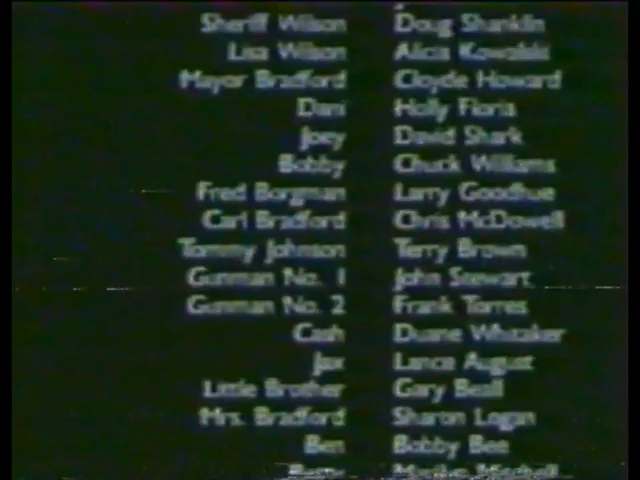 Sheriff Wilson Doug Shanklin
Lisa Wilson Alicia Kowalski
Mayor Bradford Cloyde Howard
Dani Holly Floria
Joey David Shark
Bobby Chuck Williams
Fred Borgman Larry Goodhue
Carl Bradford Chris McDowell
Tommy Johnson Terry Brown
Gunman No. 1 John Stewart
Gunman No. 2 Frank Torres
Cash Duane Whitaker
Jax Lance August
Little Brother Gary Beall
Mrs. Bradford Sharon Logan
Ben Bobby Bee
Mitchell